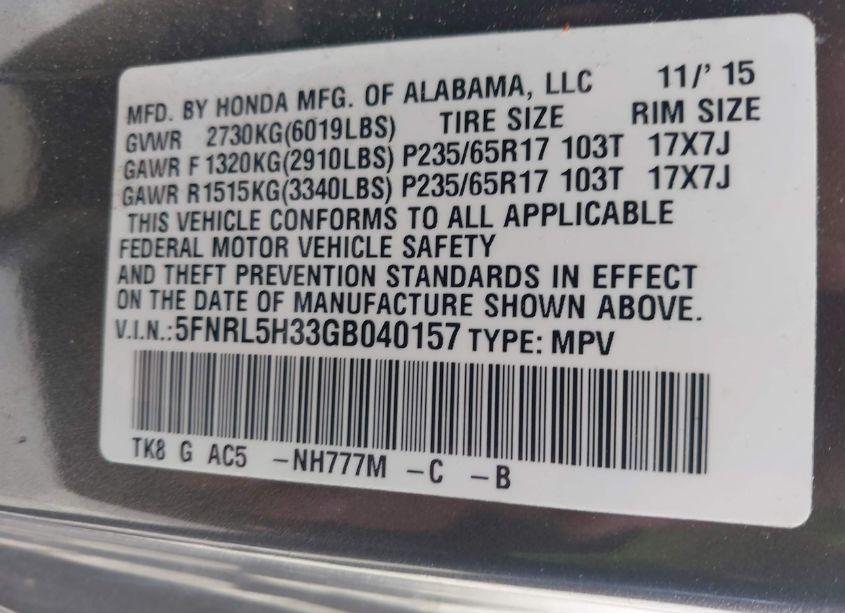 MFD. BY HONDA MFG. OF ALABAMA, LLC 11/' 15
GVWR 2730KG(6019LBS) TIRE SIZE RIM SIZE
GAWR F 1320KG(2910LBS) P235/65R17 103T 17X7J
GAWR R1515KG(3340LBS) P235/65R17 103T 17X7J
THIS VEHICLE CONFORMS TO ALL APPLICABLE
FEDERAL MOTOR VEHICLE SAFETY
AND THEFT PREVENTION STANDARDS IN EFFECT
ON THE DATE OF MANUFACTURE SHOWN ABOVE.
V.I.N.:5FNRL5H33GB040157 TYPE: MPV
TK8 G AC5 -NH777M -C -B